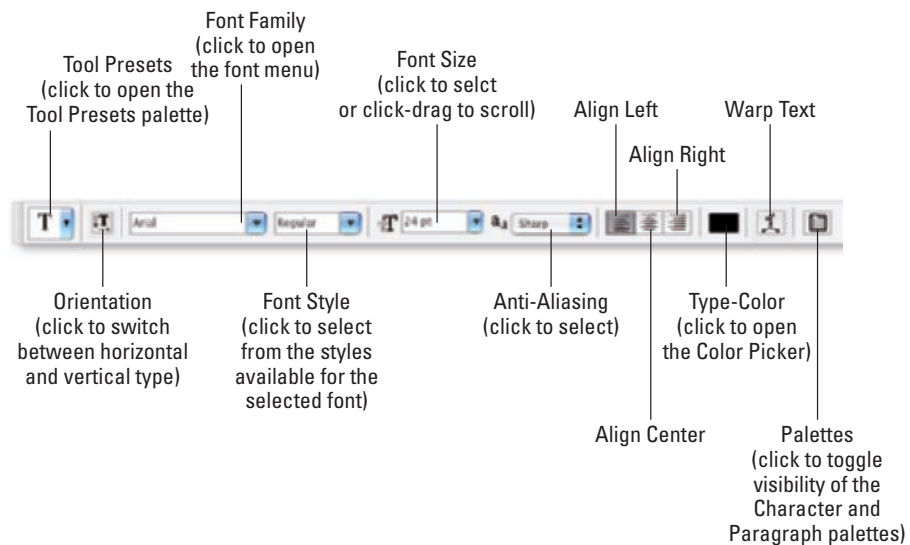 Font Family
(click to open
the font menu)
Tool Presets
(click to open the
Tool Presets palette)
Font Size
(click to selct
or click-drag to scroll)
Align Left
Warp Text
Align Right
T
T
Arial
Regular
T
24 pt
aa
Sharp
T
Orientation
(click to switch
between horizontal
and vertical type)
Font Style
(click to select
from the styles
available for the
selected font)
Anti-Aliasing
(click to select)
Type-Color
(click to open
the Color Picker)
Align Center
Palettes
(click to toggle
visibility of the
Character and
Paragraph palettes)